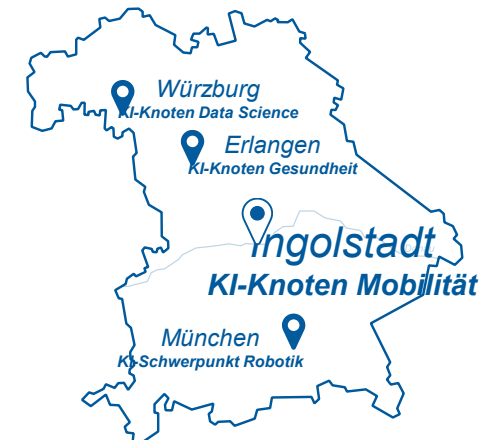 Würzburg
KI-Knoten Data Science
Erlangen
KI-Knoten Gesundheit
Ingolstadt
KI-Knoten Mobilität
München
KI-Schwerpunkt Robotik